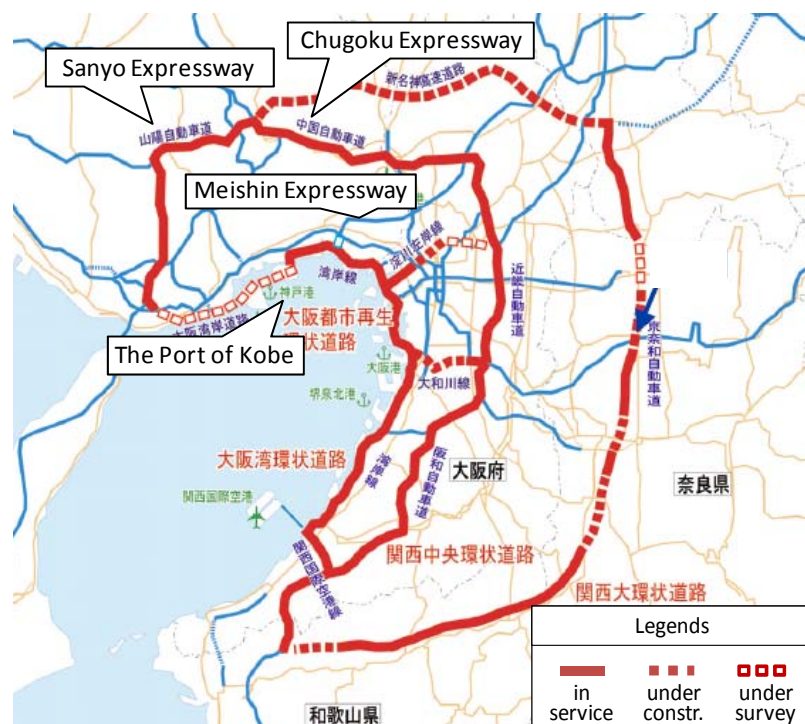 Chugoku Expressway
Sanyo Expressway
新名神高速道路
山陽自動車道
中国自動車道
Meishin Expressway
淀川左岸線
近畿自動車道
湾岸線
神戸港
大阪湾岸道路
大阪都市再生
環状道路
The Port of Kobe
大阪港
大和川線
京奈和自動車道
堺泉北港
大阪湾環状道路
湾岸線
阪和自動車道
大阪府
奈良県
関西国際空港
関西国際空港線
関西中央環状道路
関西大環状道路
和歌山県
Legends
in service
under constr.
under survey